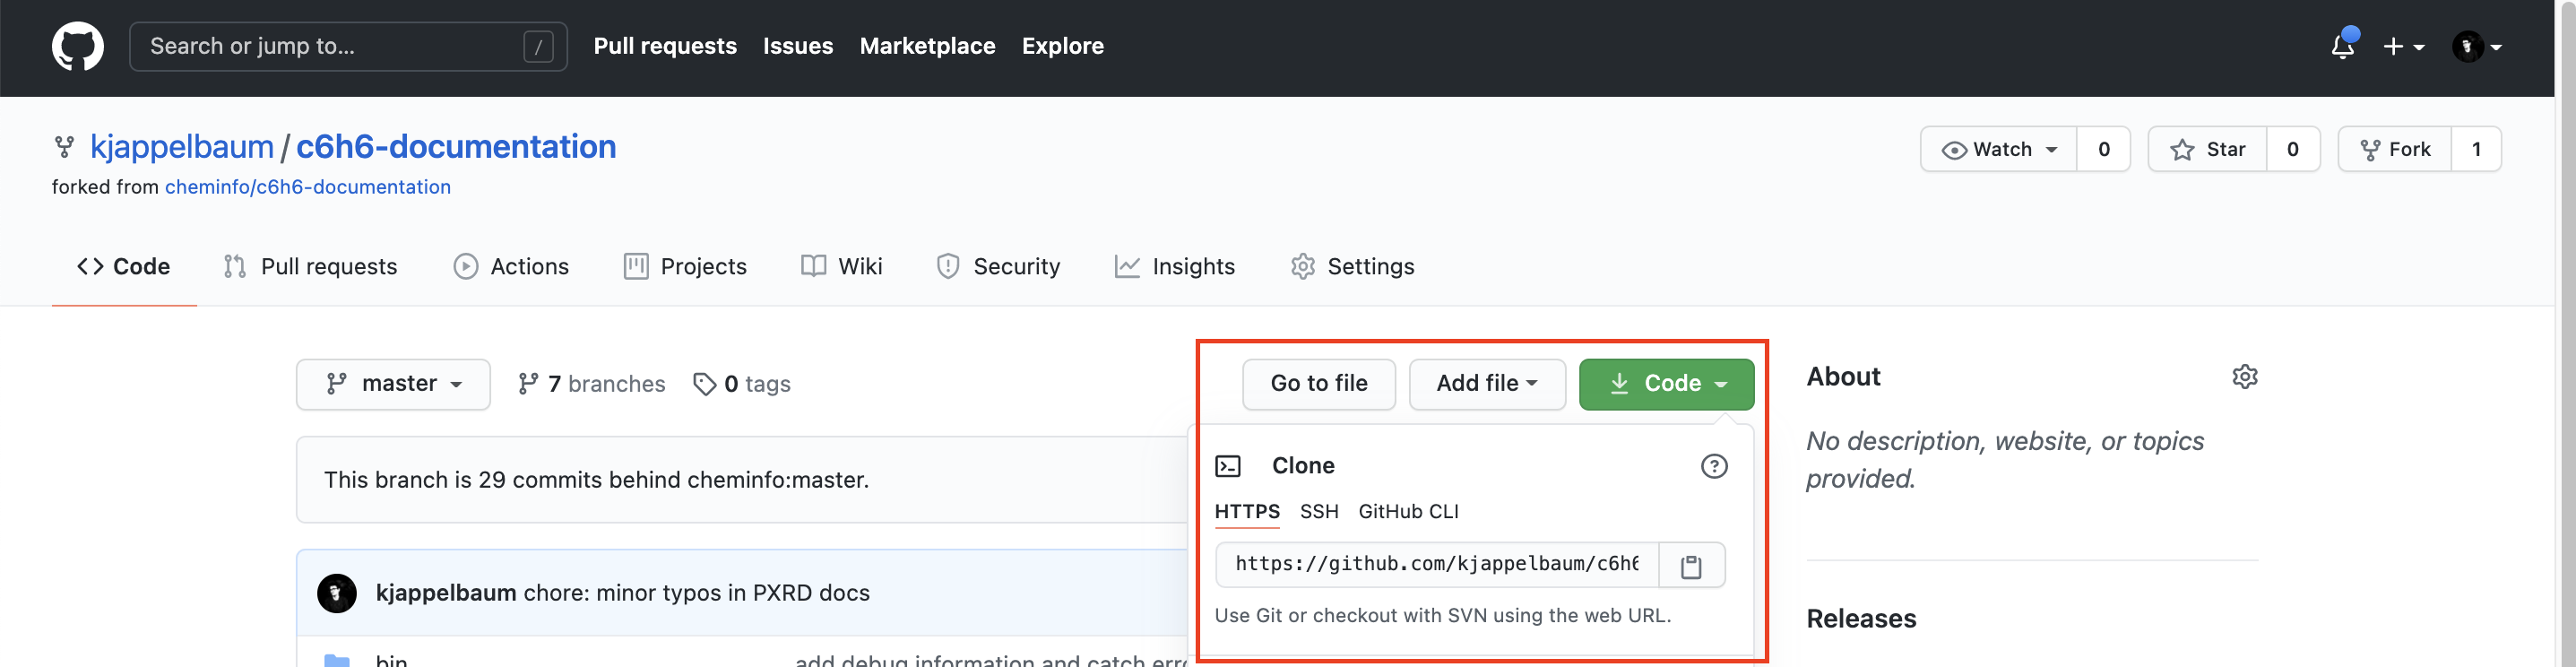 Search or jump to... / Pull requests Issues Marketplace Explore
kjappelbaum / c6h6-documentation
Watch 0 Star 0 Fork 1
forked from cheminfo/c6h6-documentation
Code Pull requests Actions Projects Wiki Security Insights Settings
master 7 branches 0 tags Go to file Add file Code
This branch is 29 commits behind cheminfo:master.
kjappelbaum chore: minor typos in PXRD docs
bin add debug information and catch erro
Clone
HTTPS SSH GitHub CLI
https://github.com/kjappelbaum/c6h6
Use Git or checkout with SVN using the web URL.
About
No description, website, or topics
provided.
Releases